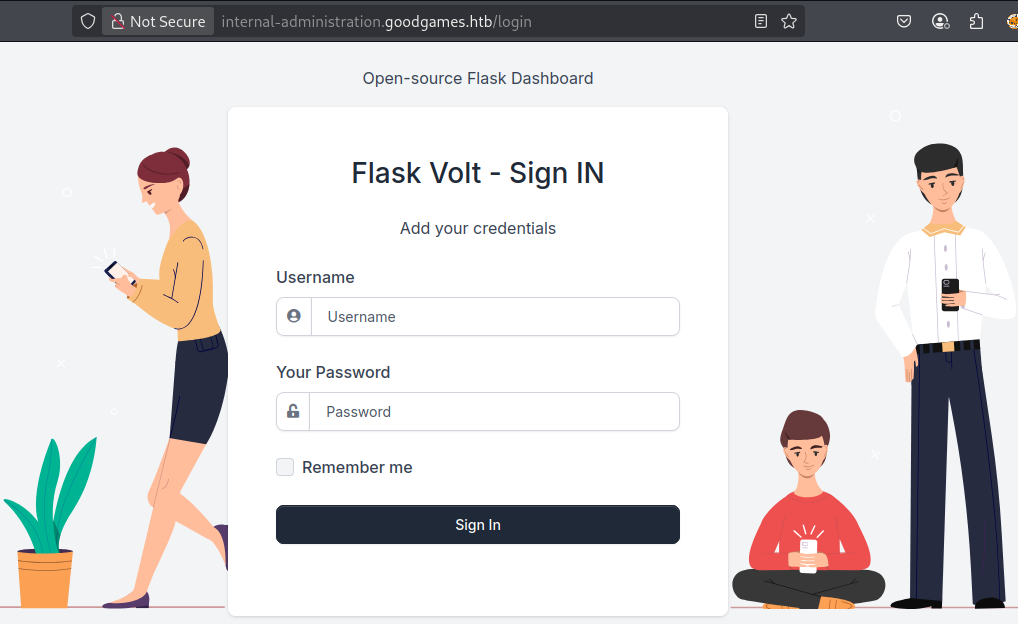 Not Secure internal-administration.goodgames.htb/login
Open-source Flask Dashboard
Flask Volt - Sign IN
Add your credentials
Username
Username
Your Password
Password
Remember me
Sign In